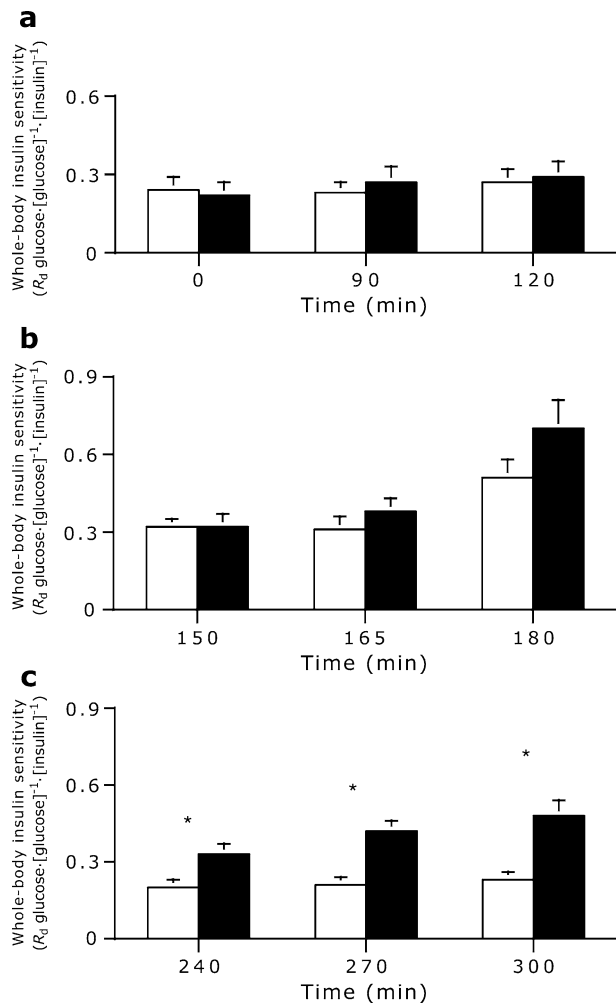 a
Whole-body insulin sensitivity
(Rd glucose·[glucose]⁻¹·[insulin]⁻¹
0.6
0.3
0
0 90 120
Time (min)
b
Whole-body insulin sensitivity
(Rd glucose·[glucose]⁻¹·[insulin]⁻¹)
0.9
0.6
0.3
0
150 165 180
Time (min)
c
Whole-body insulin sensitivity
(Rd glucose·[glucose]⁻¹·[insulin]⁻¹)
0.9
0.6
0.3
0
* * *
240 270 300
Time (min)